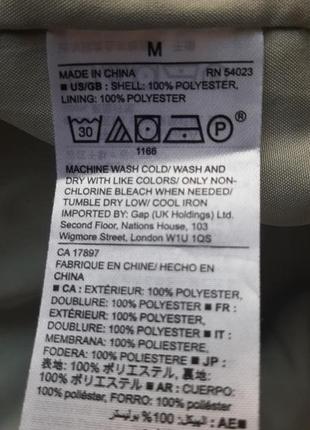 M
MADE IN CHINA RN 54023
■ US/GB : SHELL: 100% POLYESTER,
LINING: 100% POLYESTER
30 P
1166
MACHINE WASH COLD/ WASH AND
DRY WITH LIKE COLORS/ ONLY NON-
CHLORINE BLEACH WHEN NEEDED/
TUMBLE DRY LOW/ COOL IRON
IMPORTED BY: Gap (UK Holdings) Ltd.
Second Floor, Nations House, 103
Wigmore Street, London W1U 1QS
CA 17897
FABRIQUE EN CHINE/ HECHO EN
CHINA
■ CA : EXTÉRIEUR: 100% POLYESTER,
DOUBLURE: 100% POLYESTER ■ FR :
EXTÉRIEUR: 100% POLYESTER,
DOUBLURE: 100% POLYESTER ■ IT :
MEMBRANA: 100% POLIESTERE,
FODERA: 100% POLIESTERE ■ JP :
表地: 100% ポリエステル, 裏地: 100%
ポリエステル ■ AR : CUERPO:
100% poliéster, FORRO: 100%
poliéster
■ AE: الهيكل: 100% بوليستر